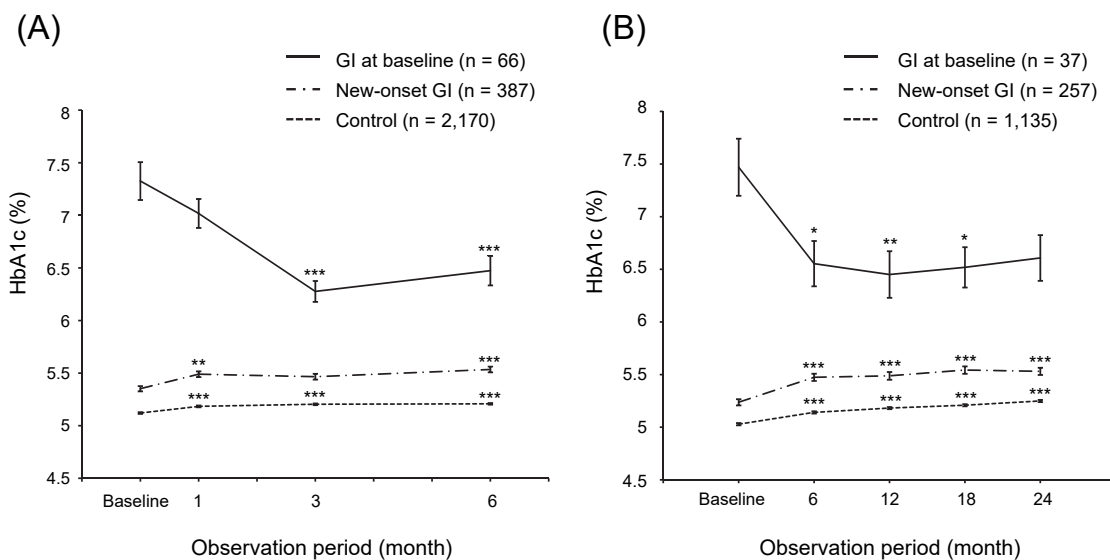 (A)
GI at baseline (n = 66)
New-onset GI (n = 387)
Control (n = 2,170)
HbA1c (%)
8
7.5
7
6.5
6
5.5
5
4.5
***
***
**
***
***
***
***
Baseline
1
3
6
Observation period (month)
(B)
GI at baseline (n = 37)
New-onset GI (n = 257)
Control (n = 1,135)
HbA1c (%)
8
7.5
7
6.5
6
5.5
5
4.5
*
**
*
***
***
***
***
***
***
***
***
Baseline
6
12
18
24
Observation period (month)